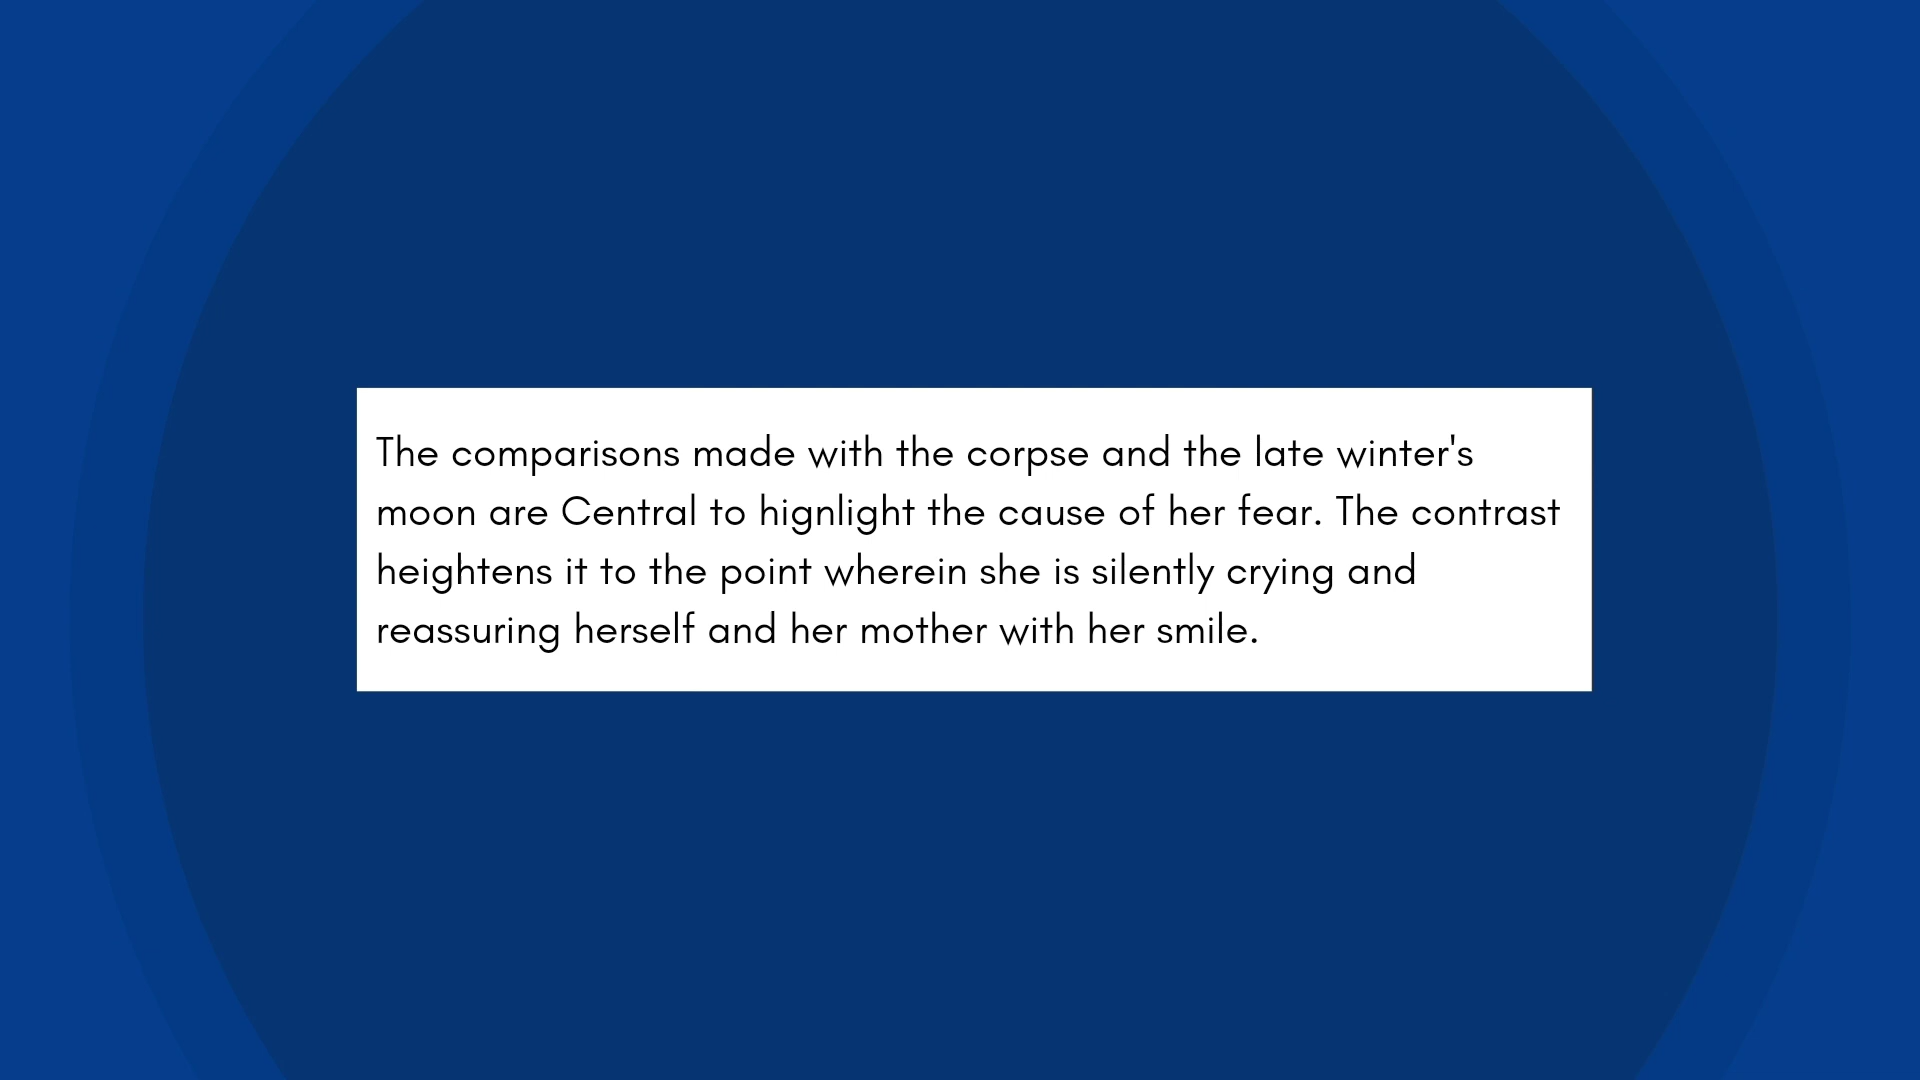 The comparisons made with the corpse and the late winter's
moon are Central to hignlight the cause of her fear. The contrast
heightens it to the point wherein she is silently crying and
reassuring herself and her mother with her smile.